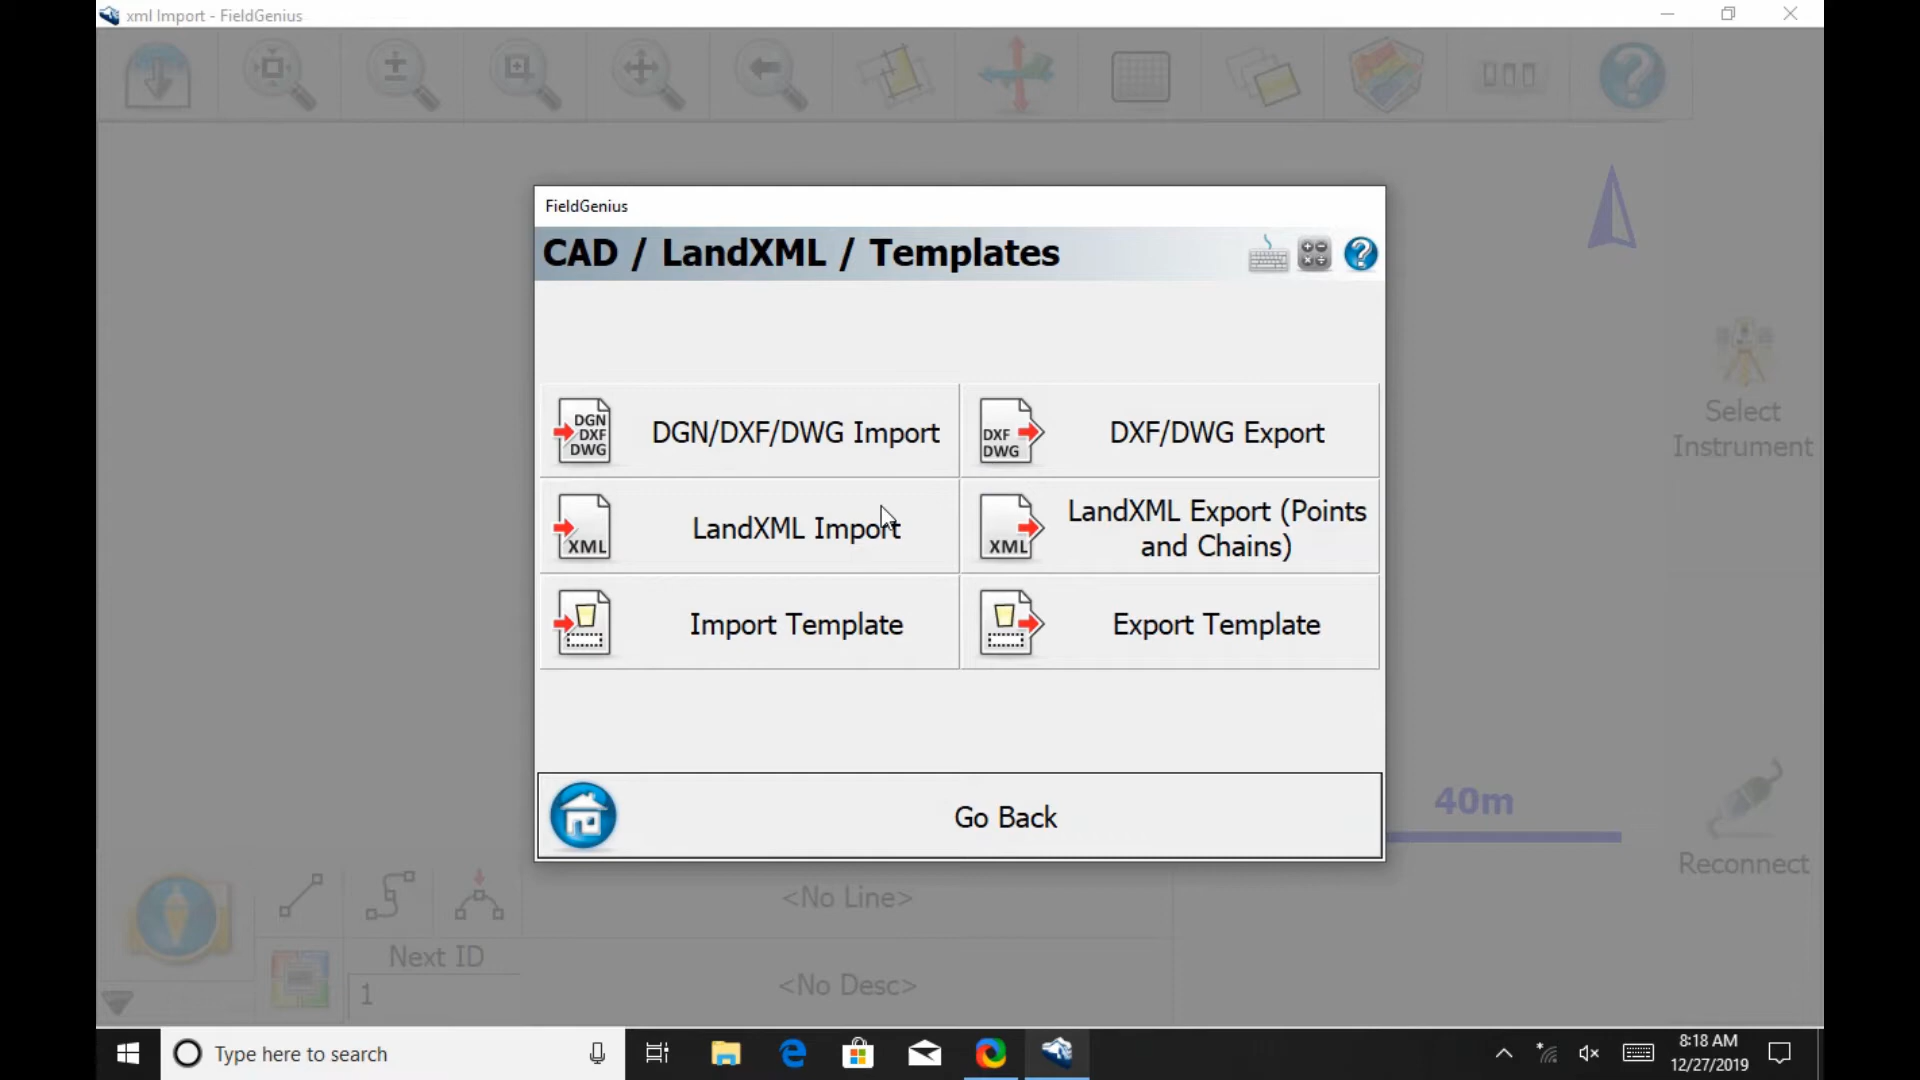 xml Import - FieldGenius
FieldGenius
CAD / LandXML / Templates
DGN
DXF
DWG
DGN/DXF/DWG Import
DXF
DWG
DXF/DWG Export
XML
LandXML Import
XML
LandXML Export (Points
and Chains)
Import Template
Export Template
Go Back
Select
Instrument
40m
Reconnect
<No Line>
Next ID
1
<No Desc>
Type here to search
8:18 AM
12/27/2019